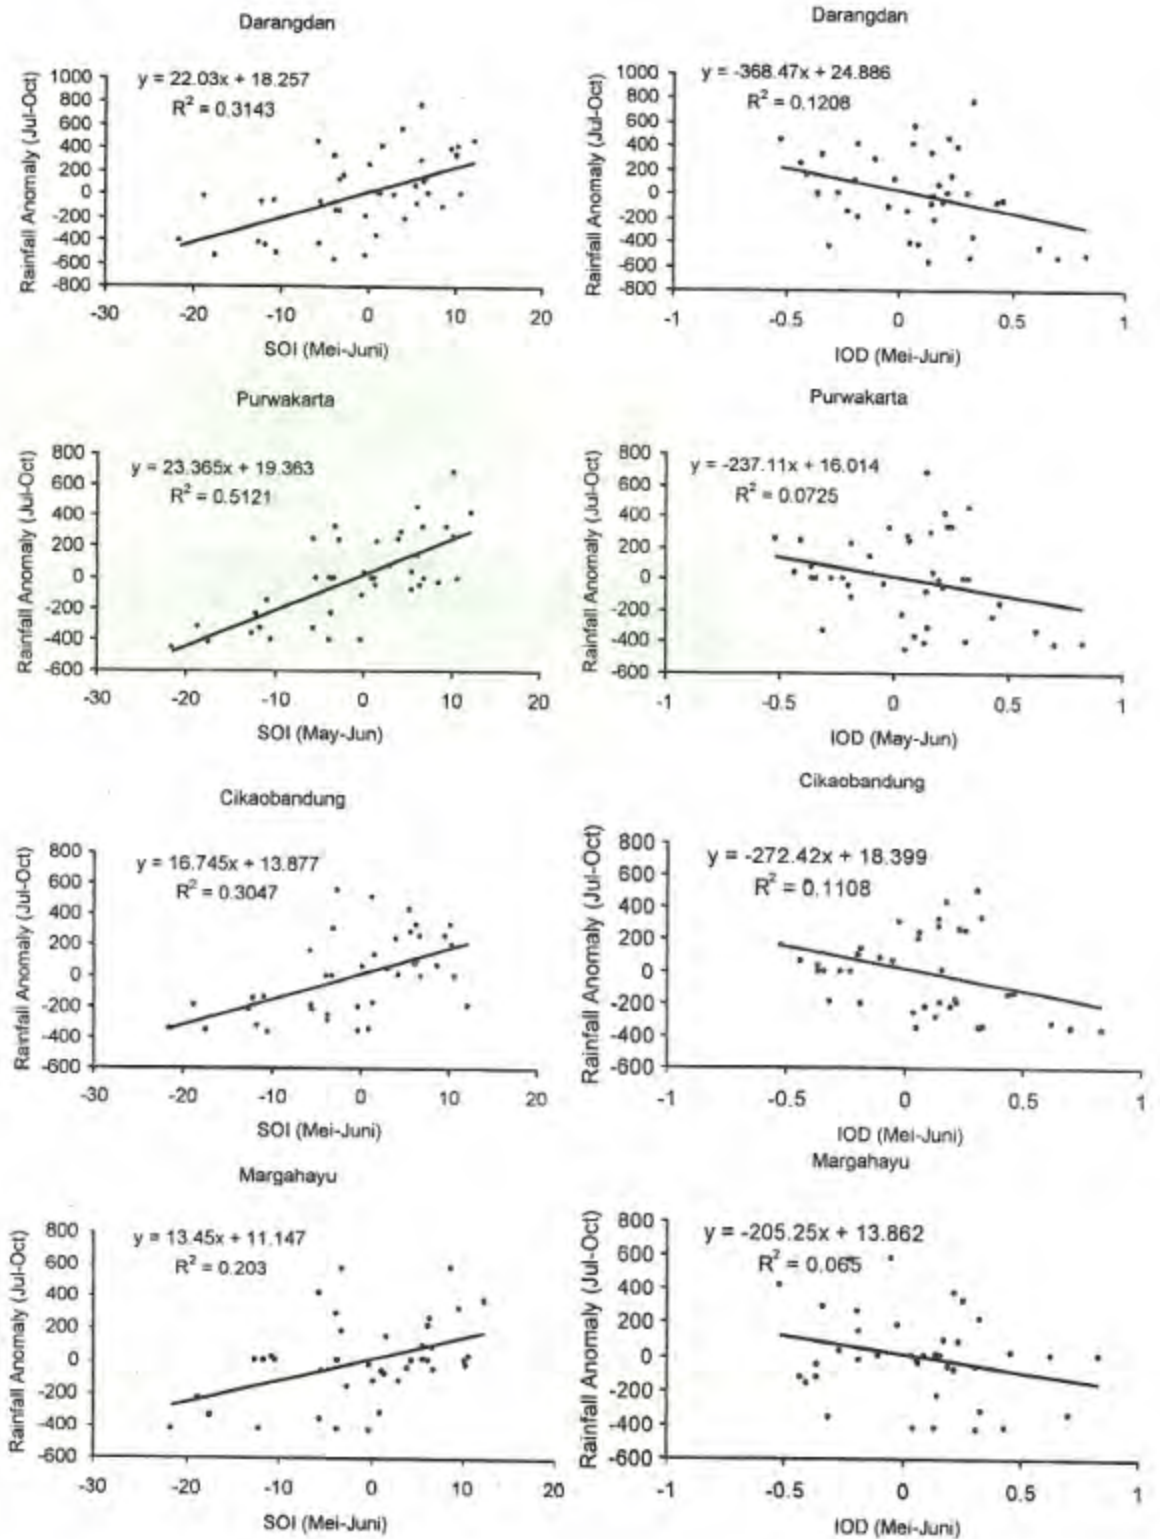 Darangdan
y = 22.03x + 18.257
R² = 0.3143
Rainfall Anomaly (Jul-Oct)
1000
800
600
400
200
0
-200
-400
-600
-800
-30 -20 -10 0 10 20
SOI (Mei-Juni)
Darangdan
y = -368.47x + 24.886
R² = 0.1208
Rainfall Anomaly (Jul-Oct)
1000
800
600
400
200
0
-200
-400
-600
-800
-1 -0.5 0 0.5 1
IOD (Mei-Juni)
Purwakarta
y = 23.365x + 19.363
R² = 0.5121
Rainfall Anomaly (Jul-Oct)
800
600
400
200
0
-200
-400
-600
-30 -20 -10 0 10 20
SOI (May-Jun)
Purwakarta
y = -237.11x + 16.014
R² = 0.0725
Rainfall Anomaly (Jul-Oct)
800
600
400
200
0
-200
-400
-600
-1 -0.5 0 0.5 1
IOD (May-Jun)
Cikaobandung
y = 16.745x + 13.877
R² = 0.3047
Rainfall Anomaly (Jul-Oct)
800
600
400
200
0
-200
-400
-600
-30 -20 -10 0 10 20
SOI (Mei-Juni)
Cikaobandung
y = -272.42x + 18.399
R² = 0.1108
Rainfall Anomaly (Jul-Oct)
800
600
400
200
0
-200
-400
-600
-1 -0.5 0 0.5 1
IOD (Mei-Juni)
Margahayu
y = 13.45x + 11.147
R² = 0.203
Rainfall Anomaly (Jul-Oct)
800
600
400
200
0
-200
-400
-600
-30 -20 -10 0 10 20
SOI (Mei-Juni)
Margahayu
y = -205.25x + 13.862
R² = 0.065
Rainfall Anomaly (Jul-Oct)
800
600
400
200
0
-200
-400
-600
-1 -0.5 0 0.5 1
IOD (Mei-Juni)